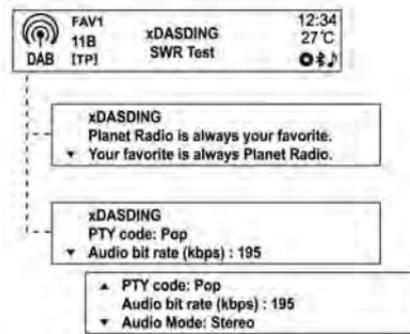 FAV1
11B
DAB [TP]
xDASDING
SWR Test
12:34
27℃
xDASDING
Planet Radio is always your favorite.
▼ Your favorite is always Planet Radio.
xDASDING
PTY code: Pop
▼ Audio bit rate (kbps) : 195
▲ PTY code: Pop
Audio bit rate (kbps) : 195
▼ Audio Mode: Stereo